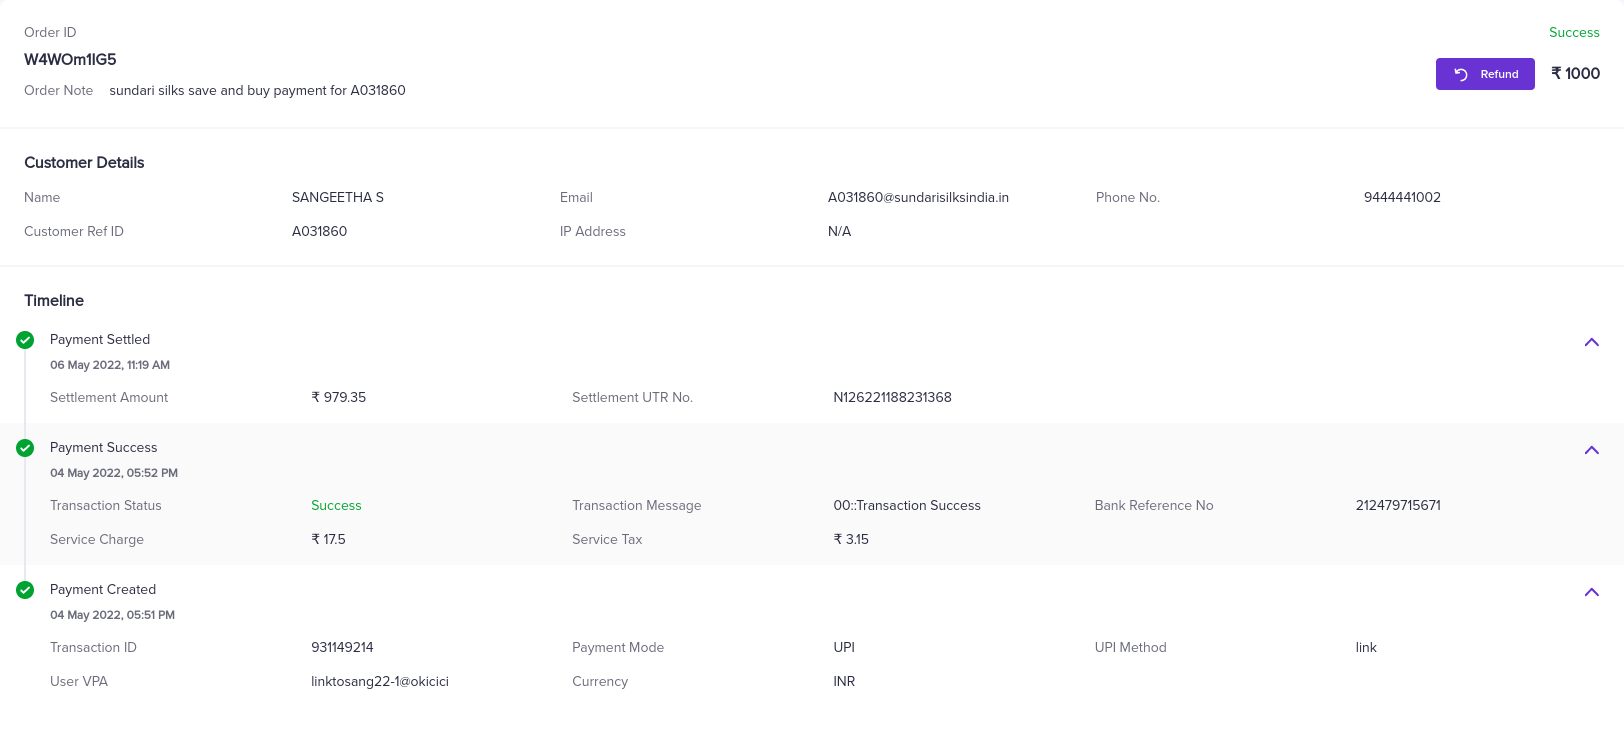 Order ID
Success
W4WOm1IG5
Refund ₹ 1000
Order Note sundari silks save and buy payment for A031860
Customer Details
Name SANGEETHA S Email A031860@sundarisilksindia.in Phone No. 9444441002
Customer Ref ID A031860 IP Address N/A
Timeline
Payment Settled
06 May 2022, 11:19 AM
Settlement Amount ₹ 979.35 Settlement UTR No. N126221188231368
Payment Success
04 May 2022, 05:52 PM
Transaction Status Success Transaction Message 00::Transaction Success Bank Reference No 212479715671
Service Charge ₹ 17.5 Service Tax ₹ 3.15
Payment Created
04 May 2022, 05:51 PM
Transaction ID 931149214 Payment Mode UPI UPI Method link
User VPA linktosang22-1@okicici Currency INR